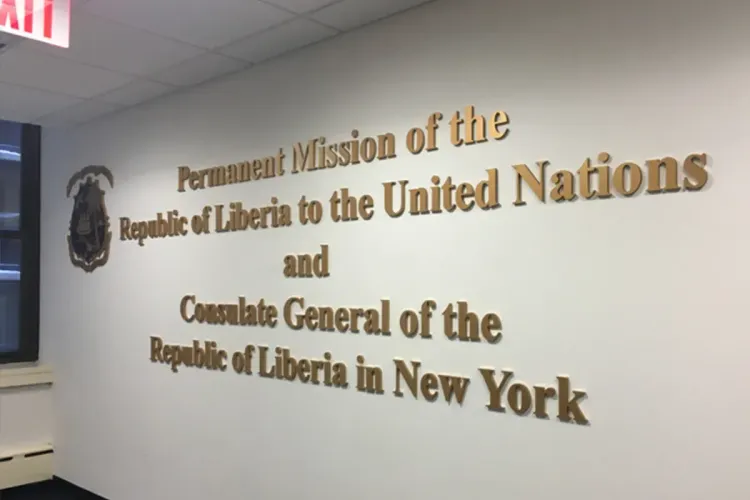 EXIT
Permanent Mission of the
Republic of Liberia to the United Nations
and
Consulate General of the
Republic of Liberia in New York